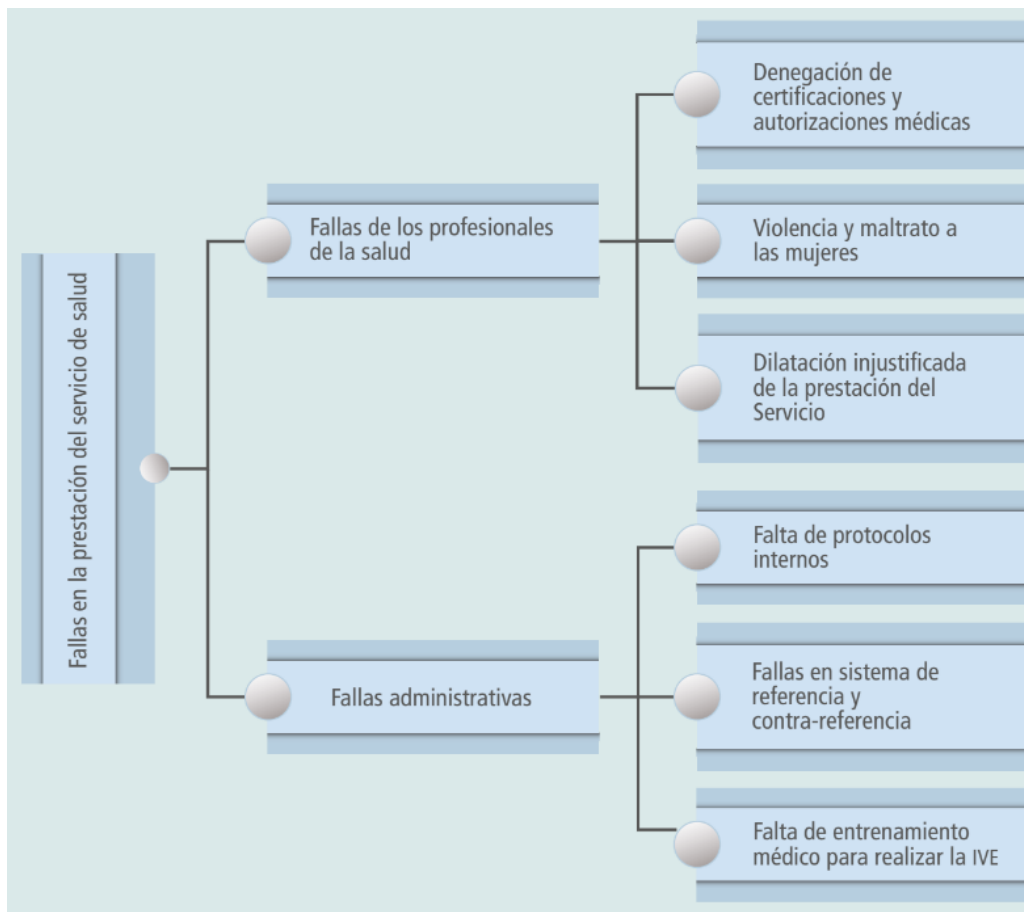 Fallas en la prestación del servicio de salud
Fallas de los profesionales
de la salud
Denegación de
certificaciones y
autorizaciones médicas
Violencia y maltrato a
las mujeres
Dilatación injustificada
de la prestación del
Servicio
Fallas administrativas
Falta de protocolos
internos
Fallas en sistema de
referencia y
contra-referencia
Falta de entrenamiento
médico para realizar la IVE